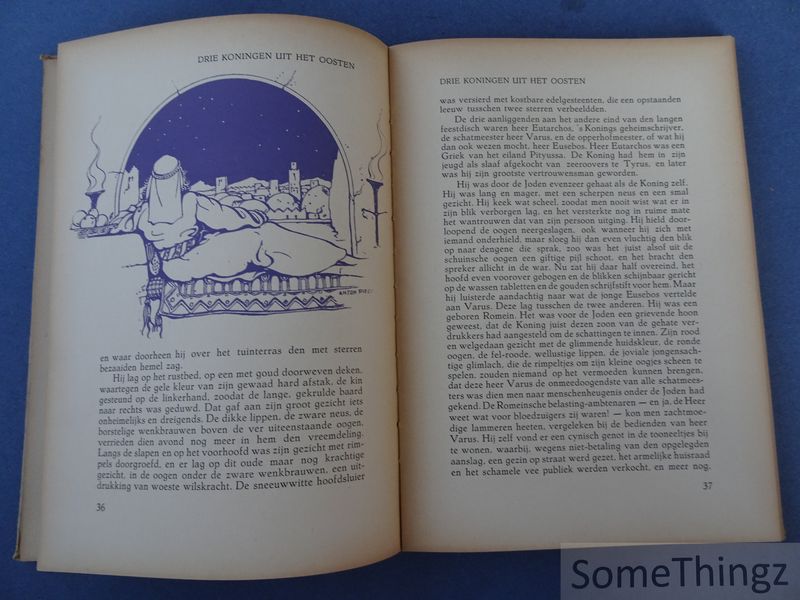 DRIE KONINGEN UIT HET OOSTEN
ANTON PIECK
en waar doorheen hij over het tuinterras den met sterren
bezaaiden hemel zag.
Hij lag op het rustbed, op een met goud doorweven deken,
waartegen de gele kleur van zijn gewaad hard afstak, de kin
gesteund op de linkerhand, zoodat de lange, gekrulde baard
naar rechts was geduwd. Dat gaf aan zijn groot gezicht iets
onheimelijks en dreigends. De dikke lippen, de zware neus, de
borstelige wenkbrauwen boven de ver uiteenstaande oogen,
verrieden dien avond nog meer in hem den vreemdeling.
Langs de slapen en op het voorhoofd was zijn gezicht met rim-
pels doorgroefd, en er lag op dit oude maar nog krachtige
gezicht, in de oogen onder de zware wenkbrauwen, een uit-
drukking van woeste wilskracht. De sneeuwwitte hoofdsluier
36
DRIE KONINGEN UIT HET OOSTEN
was versierd met kostbare edelgesteenten, die een opstaanden
leeuw tusschen twee sterren verbeeldden.
De drie aanliggenden aan het andere eind van den langen
feestdisch waren heer Eutarchos, 's Konings geheimschrijver,
de schatmeester heer Varus, en de opperhofmeester, of wat hij
dan ook wezen mocht, heer Eusebos. Heer Eutarchos was een
Griek van het eiland Pityussa. De Koning had hem in zijn
jeugd als slaaf afgekocht van zeeroovers te Tyrus, en later
was hij zijn grootste vertrouwensman geworden.
Hij was door de Joden evenzeer gehaat als de Koning zelf.
Hij was lang en mager, met een scherpen neus en een smal
gezicht. Hij keek wat scheel, zoodat men nooit wist wat er in
zijn blik verborgen lag, en het versterkte nog in ruime mate
het wantrouwen dat van zijn persoon uitging. Hij hield door-
loopend de oogen neergeslagen, ook wanneer hij zich met
iemand onderhield, maar sloeg hij dan even vluchtig den blik
op naar dengene die sprak, zoo was het juist alsof uit de
schuinsche oogen een giftige pijl schoot, en het bracht den
spreker allicht in de war. Nu zat hij daar half overeind, het
hoofd even voorover gebogen en de blikken schijnbaar gericht
op de wassen tabletten en de gouden schrijfstift voor hem. Maar
hij luisterde aandachtig naar wat de jonge Eusebos vertelde
aan Varus. Deze lag tusschen de twee anderen. Hij was een
geboren Romein. Het was voor de Joden een grievende hoon
geweest, dat de Koning juist dezen zoon van de gehate ver-
drukkers had aangesteld om de schattingen te innen. Zijn rood
en welgedaan gezicht met de glimmende huidskleur, de ronde
oogen, de fel-roode, wellustige lippen, de joviale jongensach-
tige glimlach, die de rimpeltjes om zijn kleine oogjes scheen te
spelen, zouden niemand op het vermoeden kunnen brengen,
dat deze heer Varus de onmeedoogendste van alle schatmees-
ters was dien men naar menschenheugenis onder de Joden had
gekend. De Romeinsche belasting-ambtenaren — en ja, de Heer
weet wat voor bloedzuigers zij waren! — kon men zachtmoe-
dige lammeren heeten, vergeleken bij de bedienden van heer
Varus. Hij zelf vond er een cynisch genot in de tooneeltjes bij
te wonen, waarbij, wegens niet-betaling van den opgelegden
aanslag, een gezin op straat werd gezet, het armelijke huisraad
en het schamele vee publiek werden verkocht, en meer nog,
37
SomeThingz